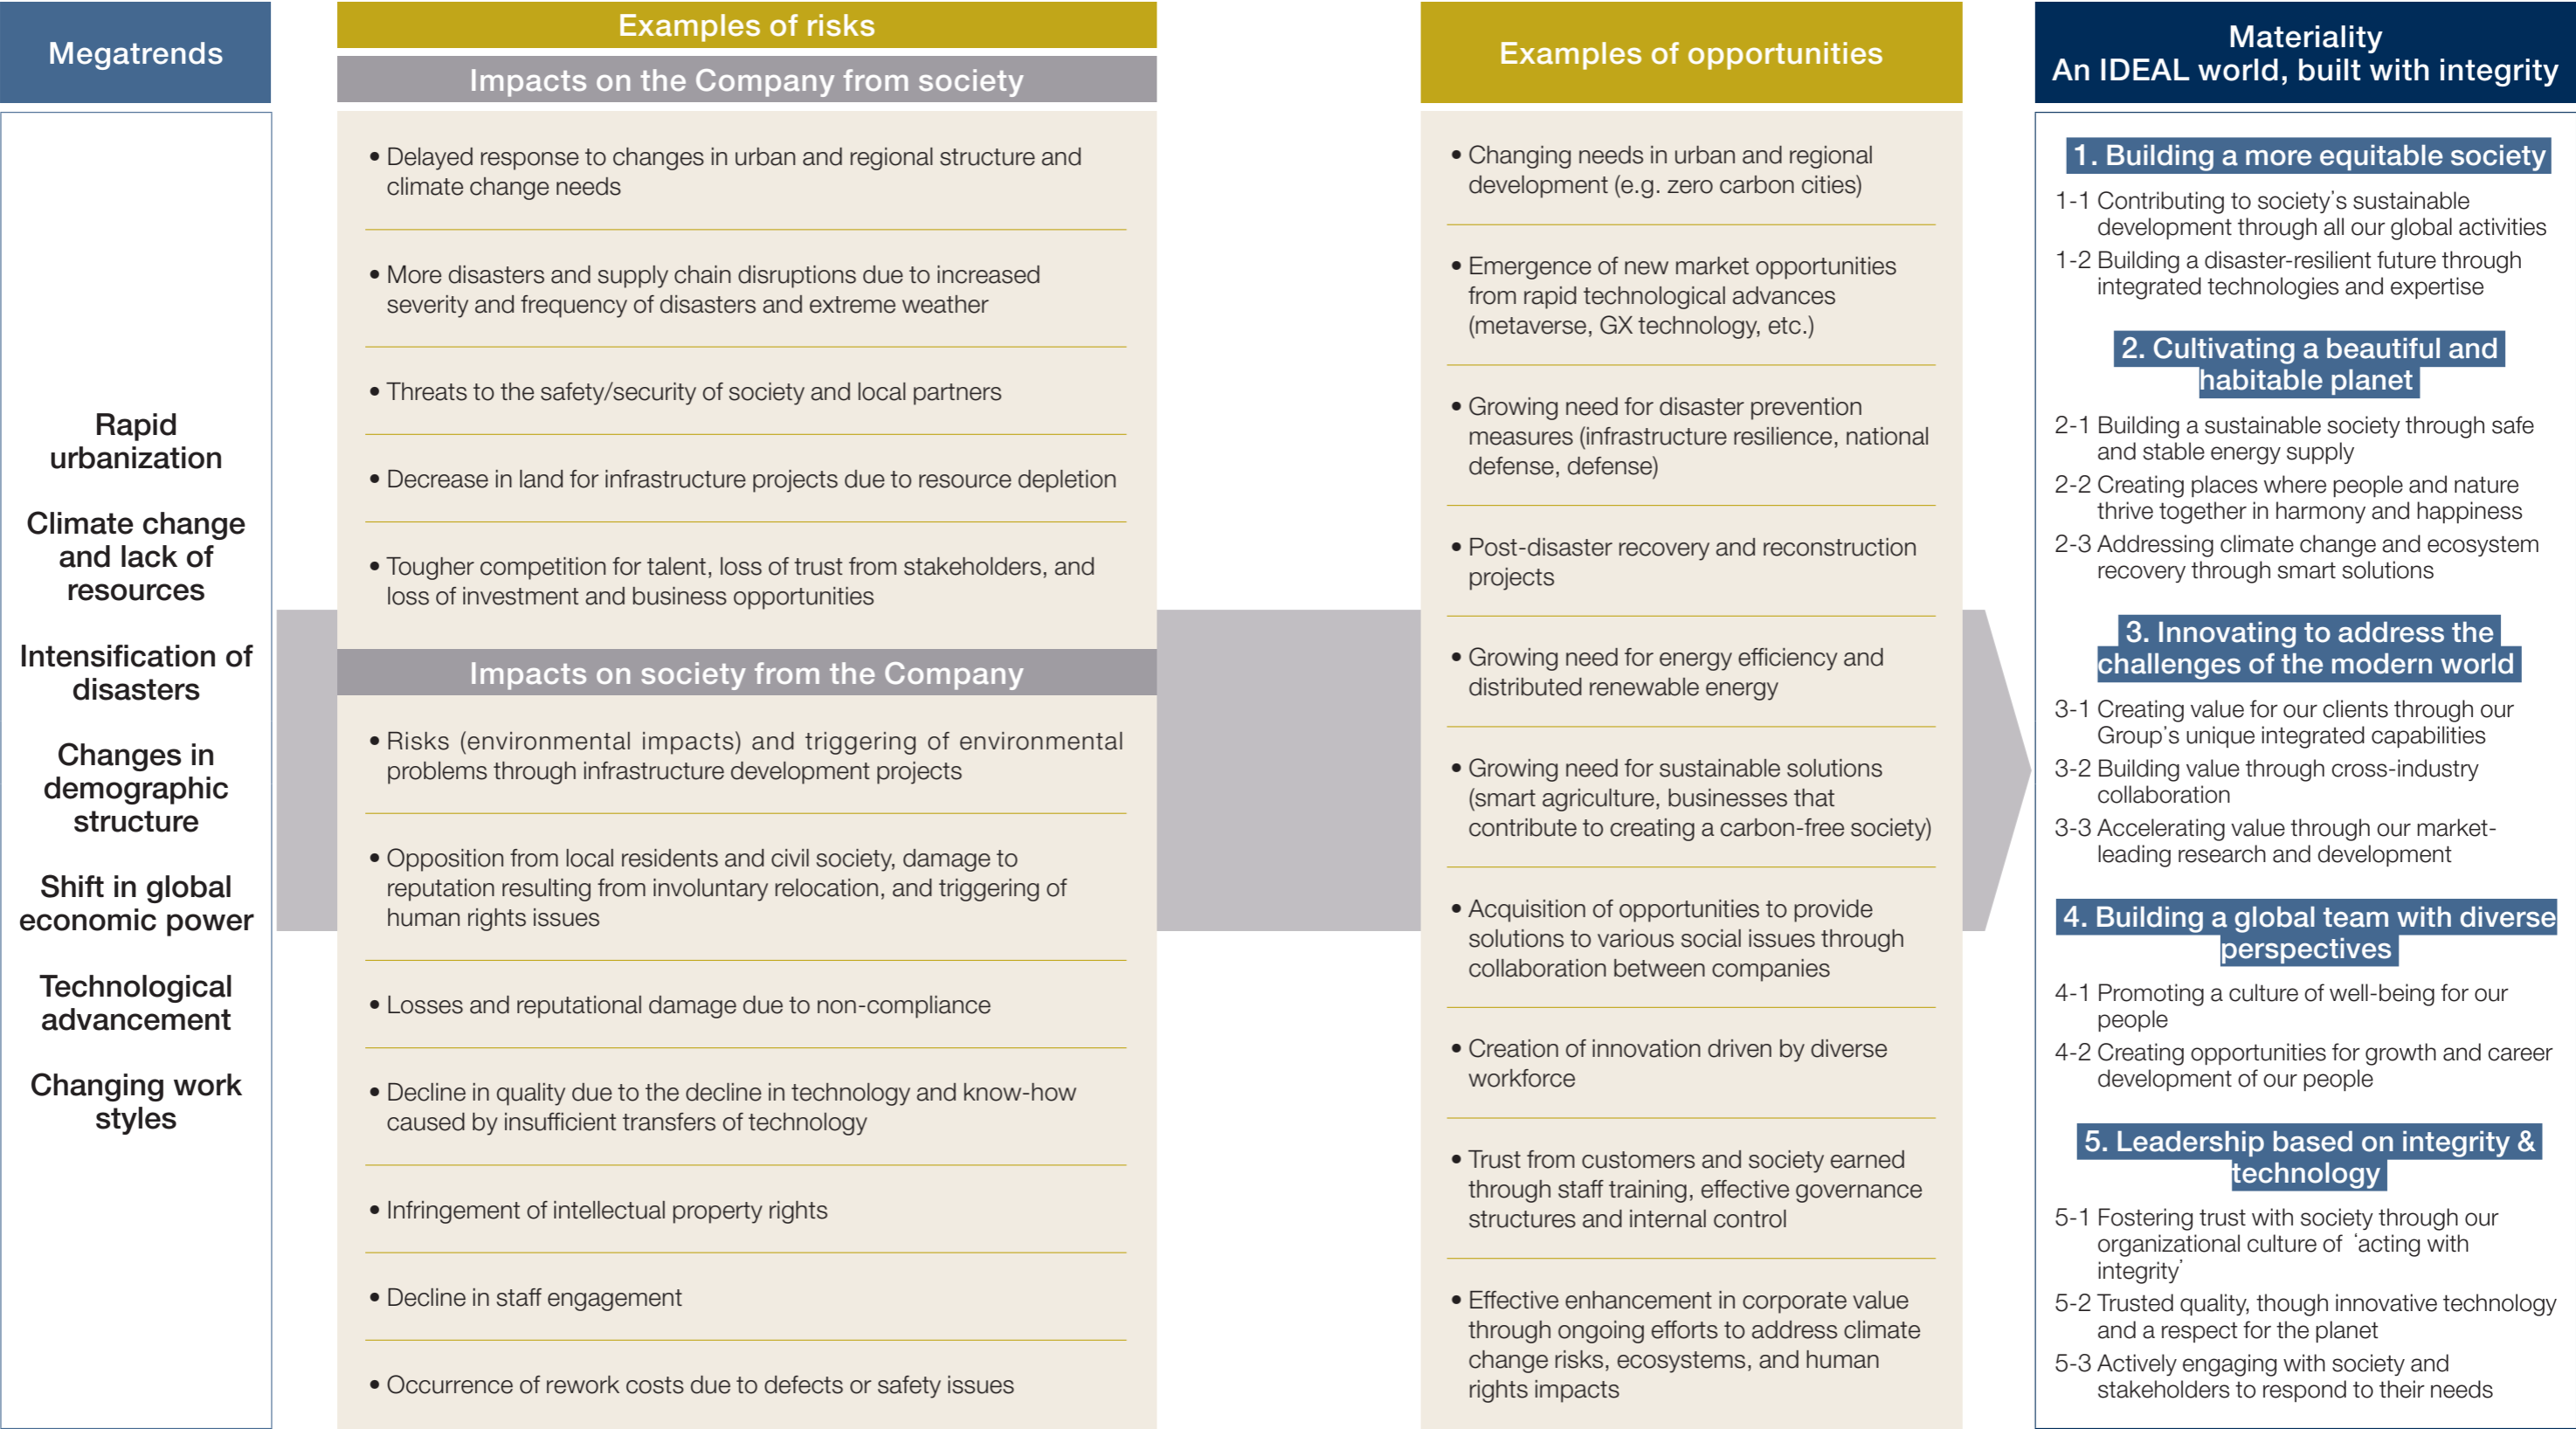 Megatrends
Rapid
urbanization
Climate change
and lack of
resources
Intensification of
disasters
Changes in
demographic
structure
Shift in global
economic power
Technological
advancement
Changing work
styles
Examples of risks
Impacts on the Company from society
• Delayed response to changes in urban and regional structure and
climate change needs
• More disasters and supply chain disruptions due to increased
severity and frequency of disasters and extreme weather
• Threats to the safety/security of society and local partners
• Decrease in land for infrastructure projects due to resource depletion
• Tougher competition for talent, loss of trust from stakeholders, and
loss of investment and business opportunities
Impacts on society from the Company
• Risks (environmental impacts) and triggering of environmental
problems through infrastructure development projects
• Opposition from local residents and civil society, damage to
reputation resulting from involuntary relocation, and triggering of
human rights issues
• Losses and reputational damage due to non-compliance
• Decline in quality due to the decline in technology and know-how
caused by insufficient transfers of technology
• Infringement of intellectual property rights
• Decline in staff engagement
• Occurrence of rework costs due to defects or safety issues
Examples of opportunities
• Changing needs in urban and regional
development (e.g. zero carbon cities)
• Emergence of new market opportunities
from rapid technological advances
(metaverse, GX technology, etc.)
• Growing need for disaster prevention
measures (infrastructure resilience, national
defense, defense)
• Post-disaster recovery and reconstruction
projects
• Growing need for energy efficiency and
distributed renewable energy
• Growing need for sustainable solutions
(smart agriculture, businesses that
contribute to creating a carbon-free society)
• Acquisition of opportunities to provide
solutions to various social issues through
collaboration between companies
• Creation of innovation driven by diverse
workforce
• Trust from customers and society earned
through staff training, effective governance
structures and internal control
• Effective enhancement in corporate value
through ongoing efforts to address climate
change risks, ecosystems, and human
rights impacts
Materiality
An IDEAL world, built with integrity
1. Building a more equitable society
1-1 Contributing to society's sustainable
development through all our global activities
1-2 Building a disaster-resilient future through
integrated technologies and expertise
2. Cultivating a beautiful and
habitable planet
2-1 Building a sustainable society through safe
and stable energy supply
2-2 Creating places where people and nature
thrive together in harmony and happiness
2-3 Addressing climate change and ecosystem
recovery through smart solutions
3. Innovating to address the
challenges of the modern world
3-1 Creating value for our clients through our
Group's unique integrated capabilities
3-2 Building value through cross-industry
collaboration
3-3 Accelerating value through our market-
leading research and development
4. Building a global team with diverse
perspectives
4-1 Promoting a culture of well-being for our
people
4-2 Creating opportunities for growth and career
development of our people
5. Leadership based on integrity &
technology
5-1 Fostering trust with society through our
organizational culture of 'acting with
integrity'
5-2 Trusted quality, though innovative technology
and a respect for the planet
5-3 Actively engaging with society and
stakeholders to respond to their needs